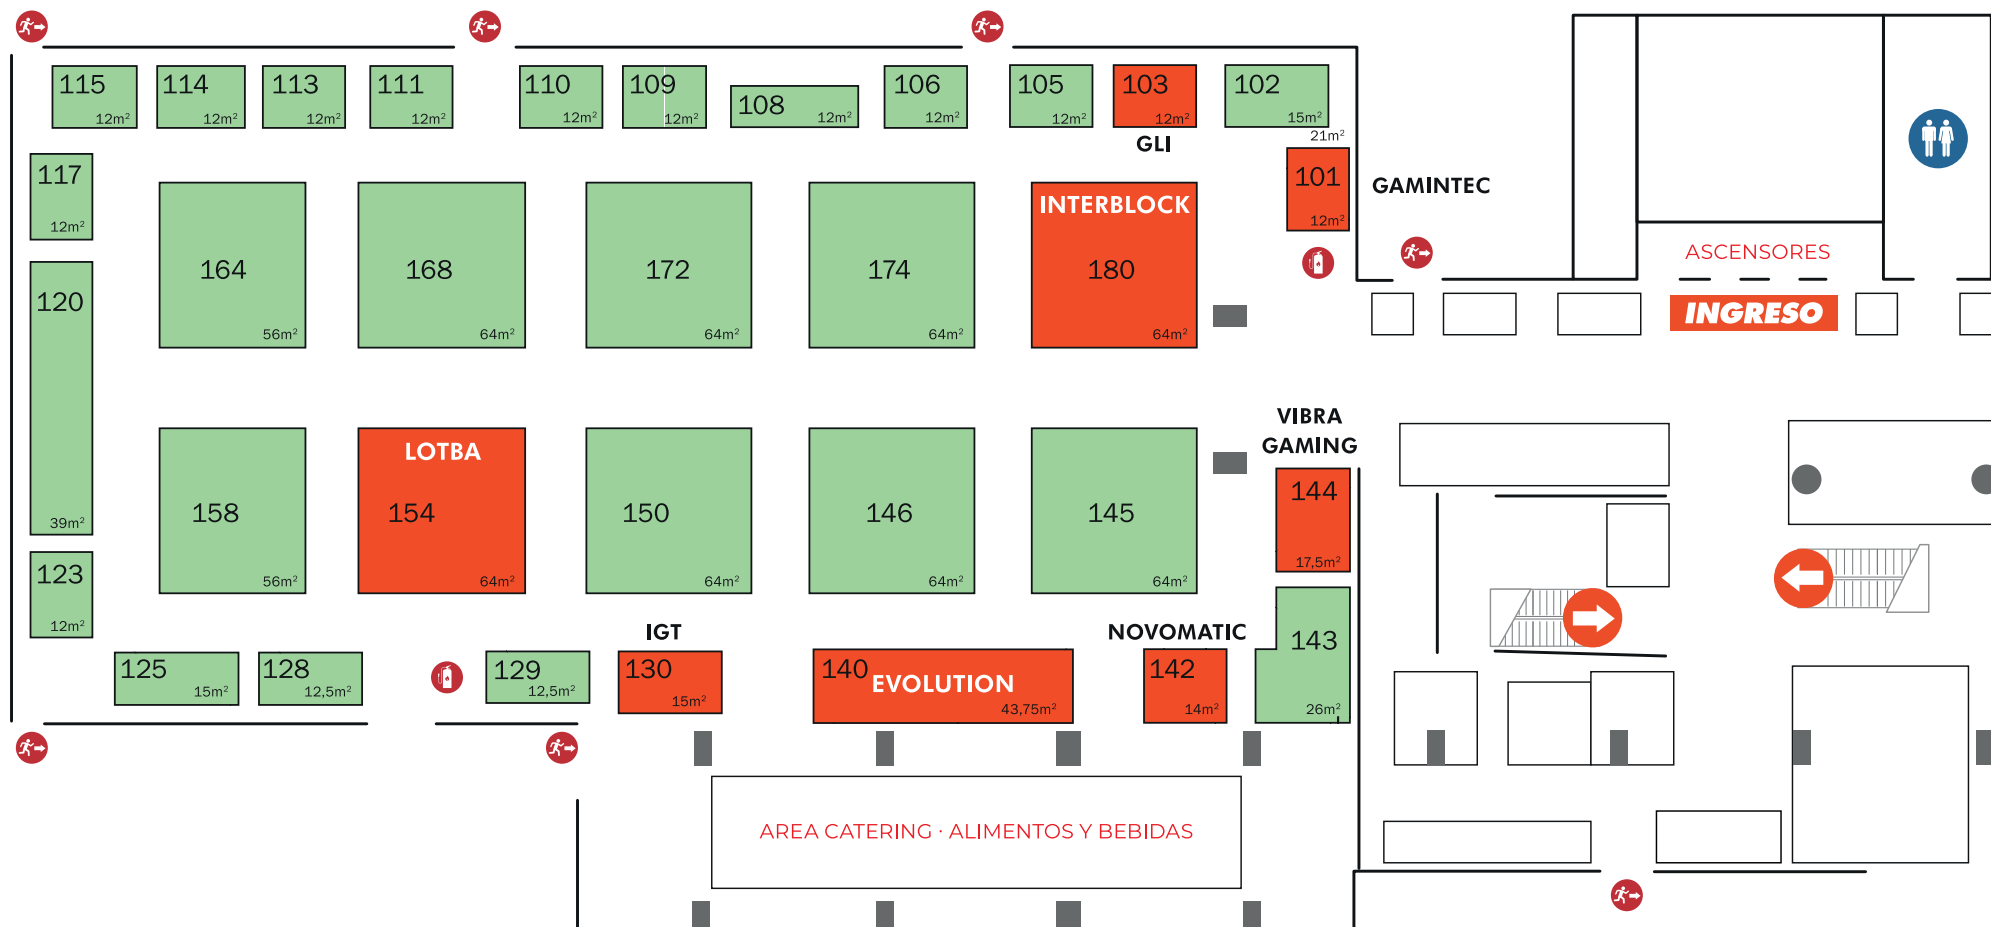 115
12m²
114
12m²
113
12m²
111
12m²
110
12m²
109
12m²
108
12m²
106
12m²
105
12m²
103
12m²
GLI
102
15m²
21m²
101
12m²
GAMINTEC
117
12m²
164
56m²
168
64m²
172
64m²
174
64m²
INTERBLOCK
180
64m²
ASCENSORES
INGRESO
120
39m²
158
56m²
LOTBA
154
64m²
150
64m²
146
64m²
145
64m²
VIBRA
GAMING
144
17,5m²
123
12m²
143
26m²
125
15m²
128
12,5m²
129
12,5m²
IGT
130
15m²
140
EVOLUTION
43,75m²
NOVOMATIC
142
14m²
AREA CATERING · ALIMENTOS Y BEBIDAS